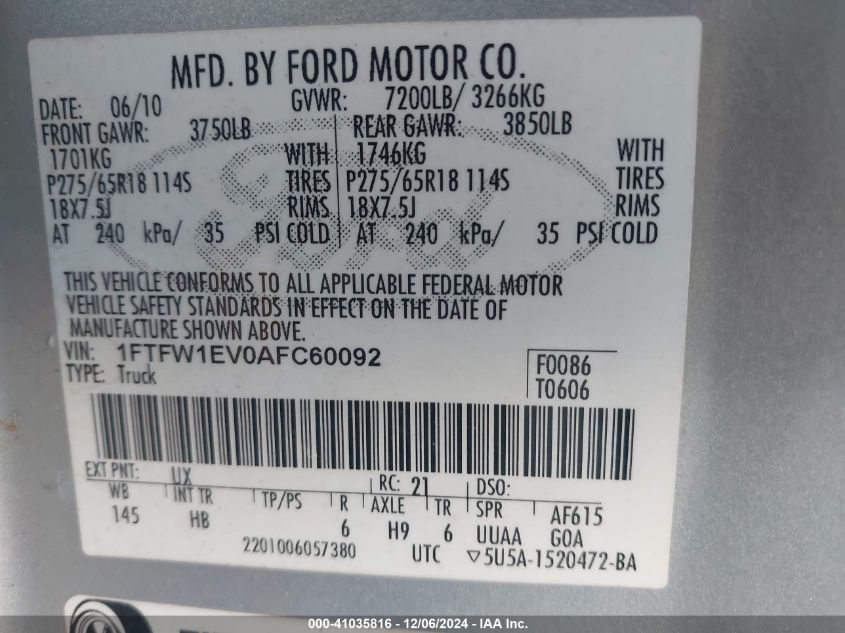 MFD. BY FORD MOTOR CO.
DATE: 06/10 GVWR: 7200LB/ 3266KG
FRONT GAWR: 3750LB REAR GAWR: 3850LB
1701KG WITH 1746KG WITH
P275/65R18 114S TIRES P275/65R18 114S TIRES
18X7.5J RIMS 18X7.5J RIMS
AT 240 kPa/ 35 PSI COLD AT 240 kPa/ 35 PSI COLD
Ford
THIS VEHICLE CONFORMS TO ALL APPLICABLE FEDERAL MOTOR
VEHICLE SAFETY STANDARDS IN EFFECT ON THE DATE OF
MANUFACTURE SHOWN ABOVE.
VIN: 1FTFW1EV0AFC60092
TYPE: Truck
F0086
T0606
EXT PNT: UX RC: 21 DSO:
WB INT TR TP/PS R AXLE TR SPR AF615
145 HB 6 H9 6 UUAA GOA
2201006057380 UTC ▽5U5A-1520472-BA
000-41035816 - 12/06/2024 - IAA Inc.